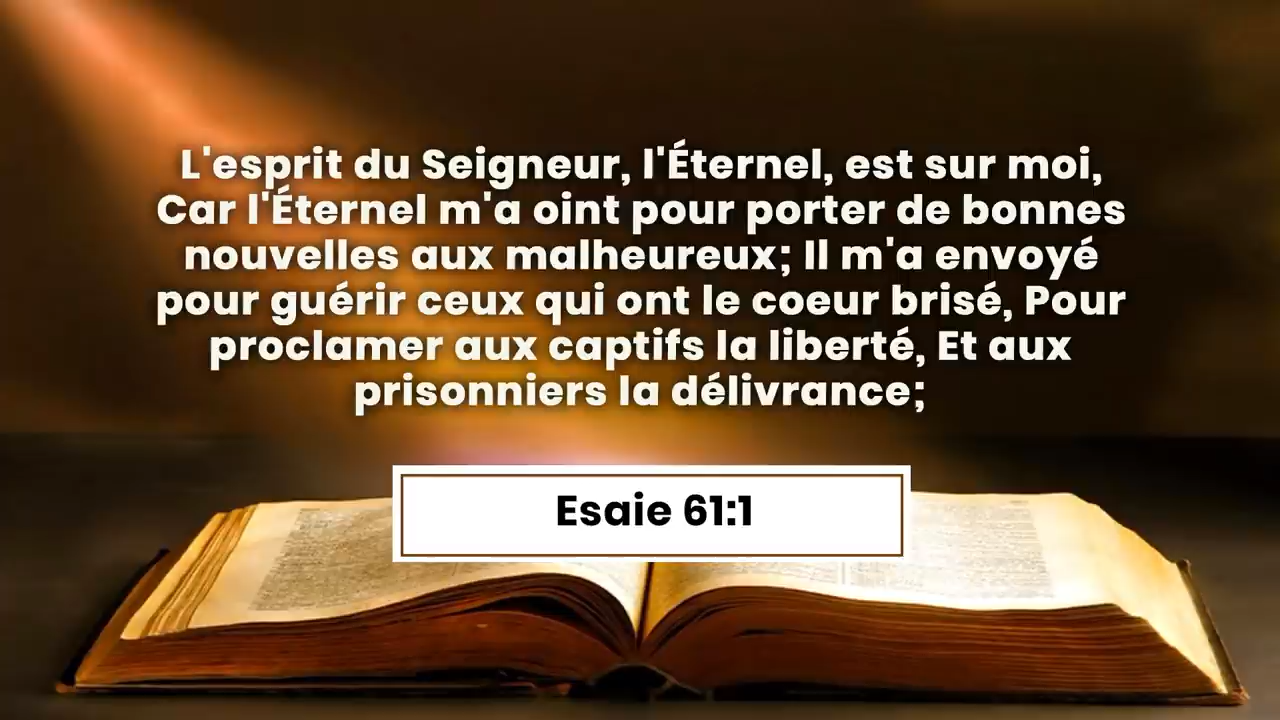 L'esprit du Seigneur, l'Éternel, est sur moi,
Car l'Éternel m'a oint pour porter de bonnes
nouvelles aux malheureux; Il m'a envoyé
pour guérir ceux qui ont le coeur brisé, Pour
proclamer aux captifs la liberté, Et aux
prisonniers la délivrance;
Esaie 61:1